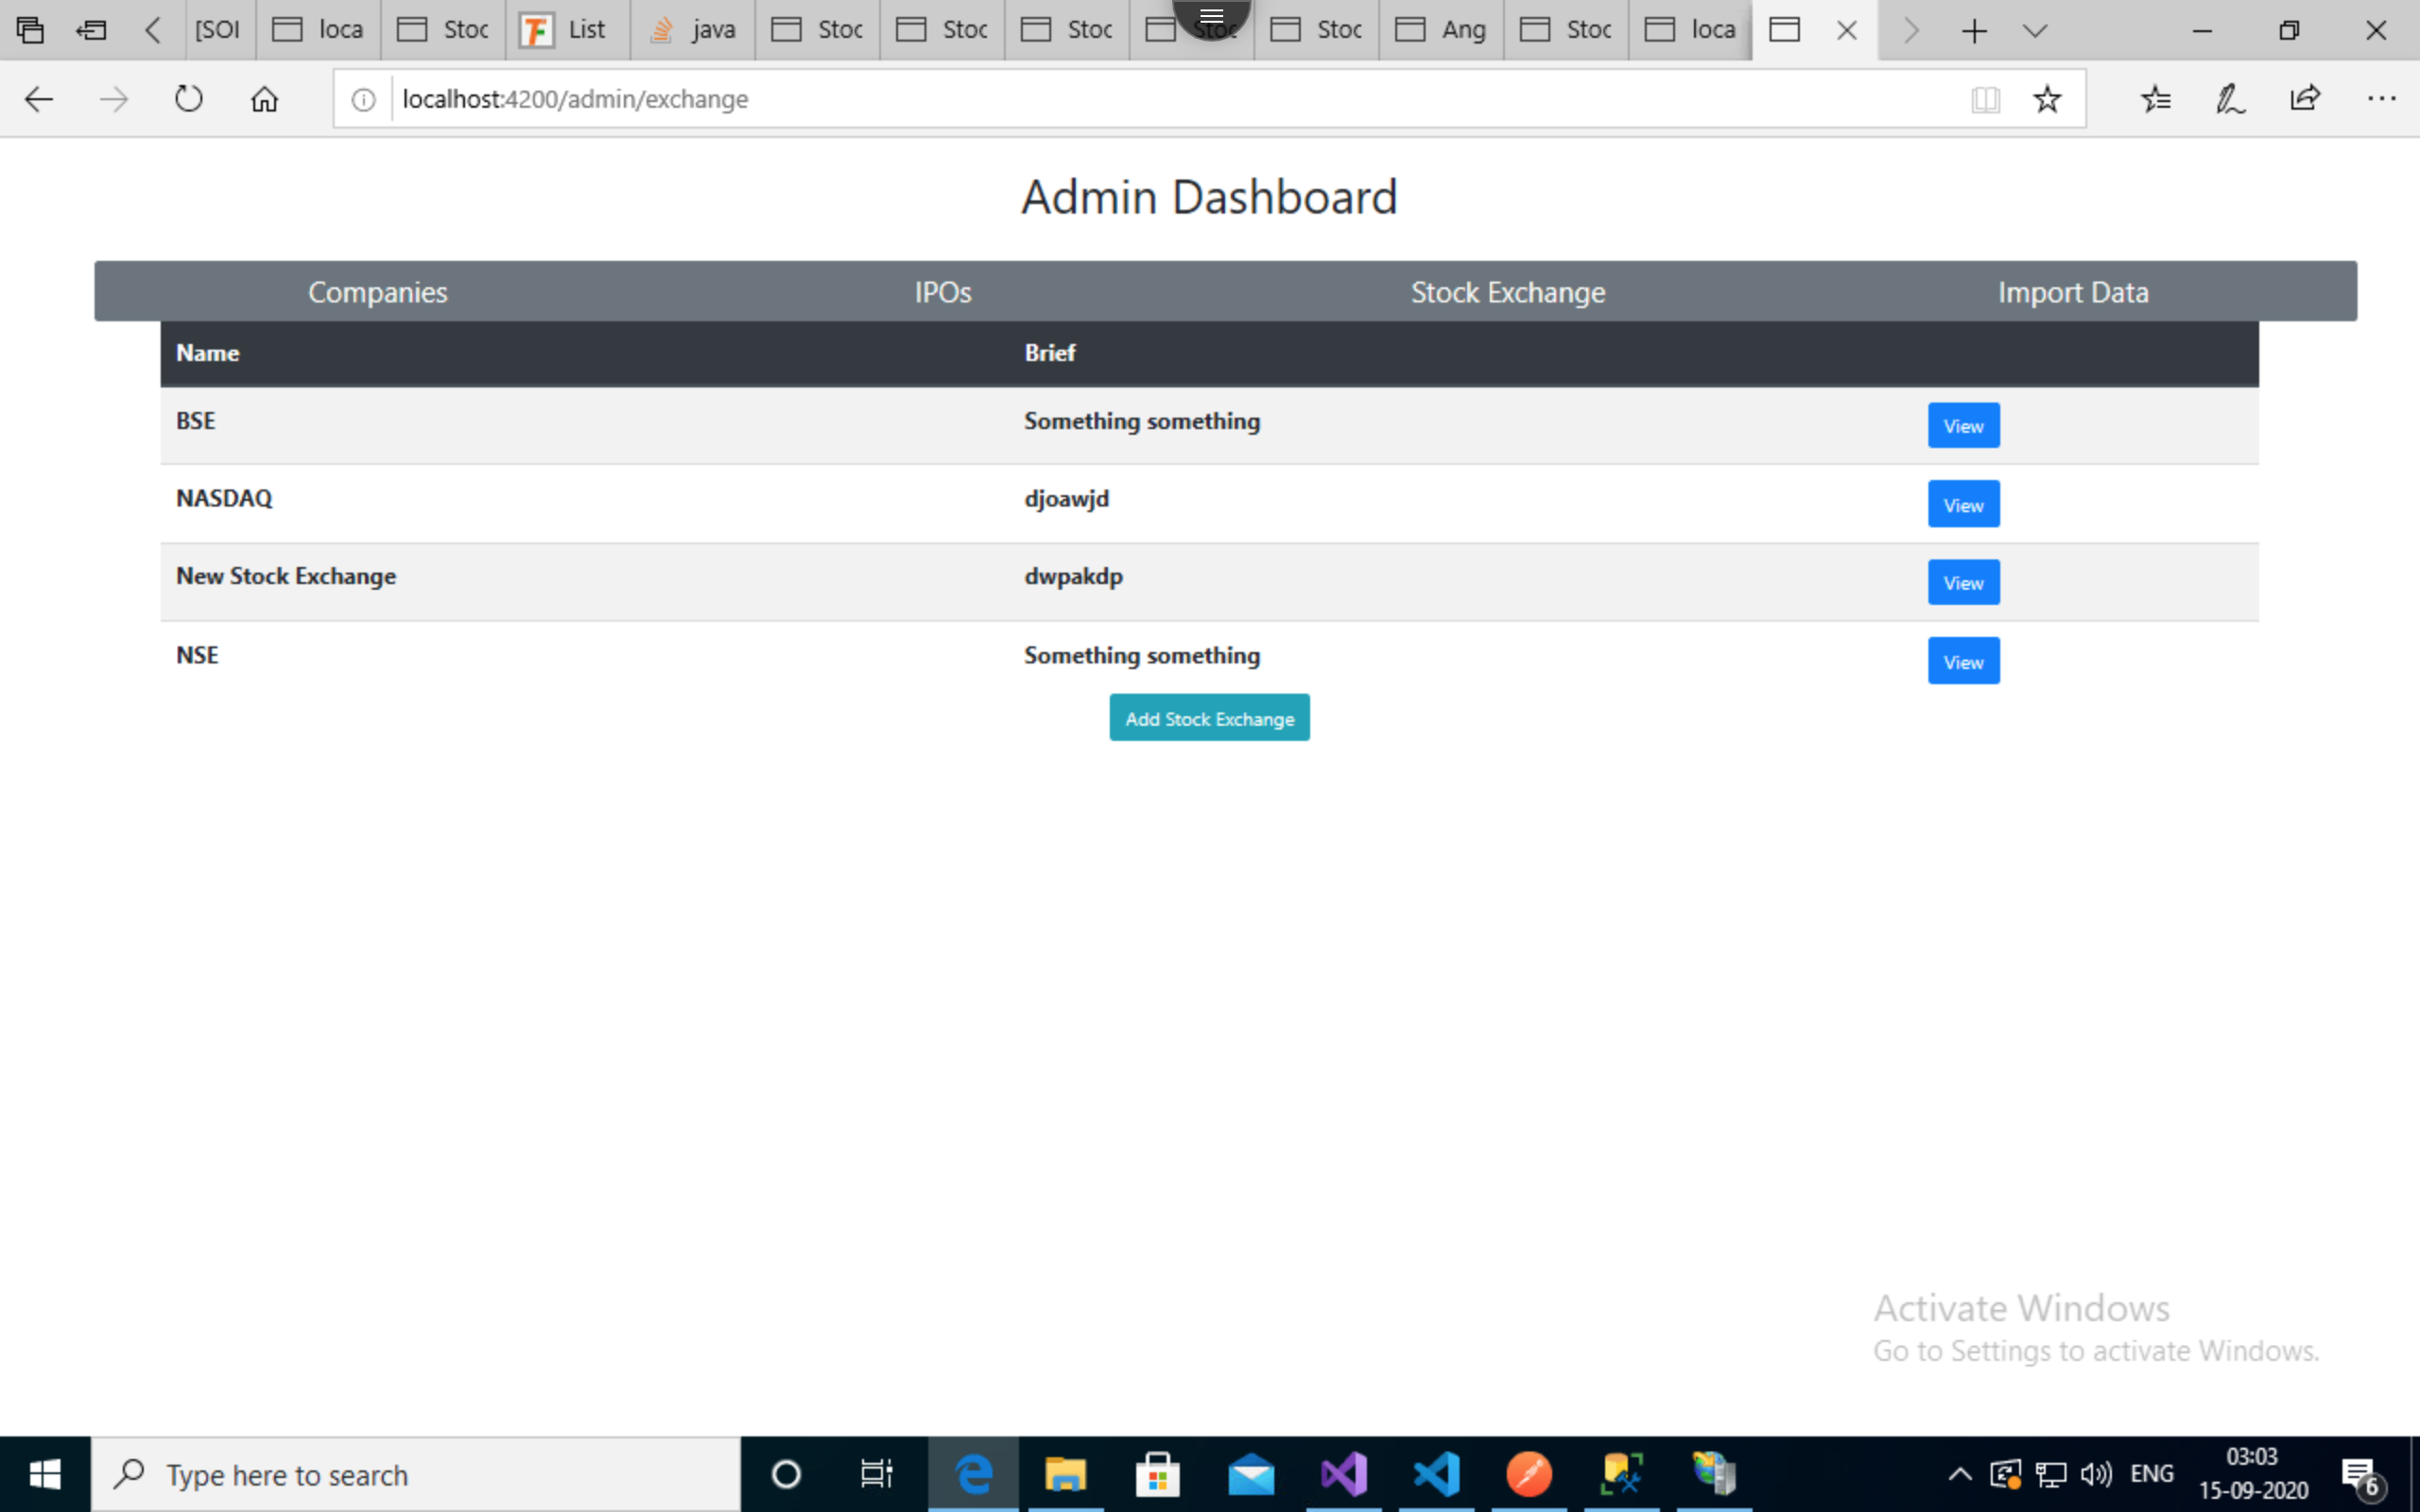 [SOI loca Stoc List java Stoc Stoc Stoc Stoc Stoc Ang Stoc loca
localhost:4200/admin/exchange
Admin Dashboard
Companies IPOs Stock Exchange Import Data
Name Brief
BSE Something something View
NASDAQ djoawjd View
New Stock Exchange dwpakdp View
NSE Something something View
Add Stock Exchange
Activate Windows
Go to Settings to activate Windows.
Type here to search
ENG
03:03
15-09-2020
6